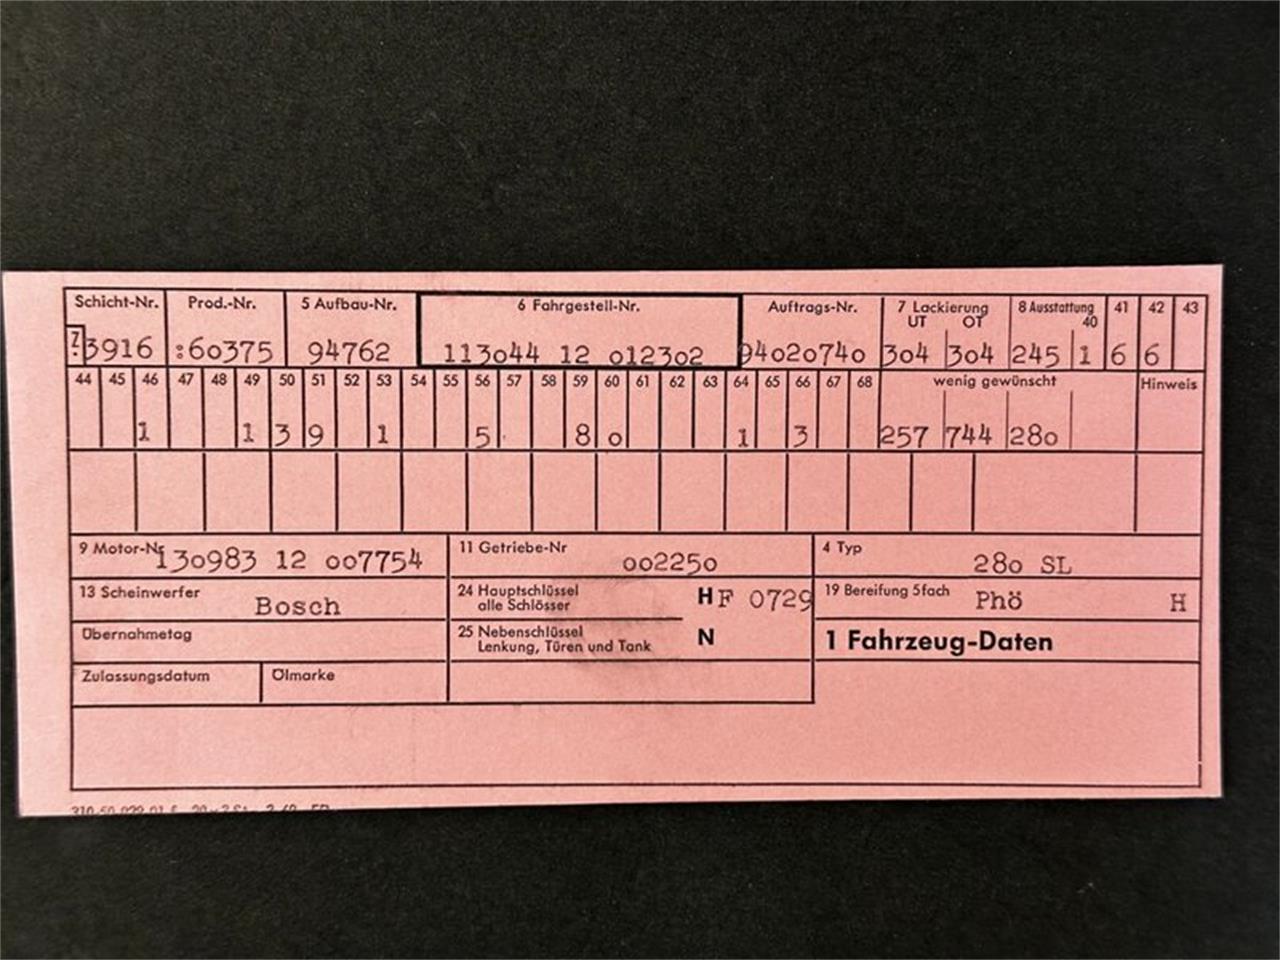 Schicht-Nr. Prod.-Nr. 5 Aufbau-Nr. 6 Fahrgestell-Nr. Auftrags-Nr. 7 Lackierung 8 Ausstattung 41 42 43
UT OT 40
Z 3916 :60375 94762 113044 12 012302 94020740 304 304 245 1 6 6
44 45 46 47 48 49 50 51 52 53 54 55 56 57 58 59 60 61 62 63 64 65 66 67 68 wenig gewünscht Hinweis
1 1 3 9 1 5 8 0 1 3 257 744 280
9 Motor-Nr 130983 12 007754 11 Getriebe-Nr 002250 4 Typ 280 SL
13 Scheinwerfer Bosch 24 Hauptschlüssel H F 0729 19 Bereifung 5fach Phö H
alle Schlösser
Übernahmetag 25 Nebenschlüssel N 1 Fahrzeug-Daten
Lenkung, Türen und Tank
Zulassungsdatum Ölmarke